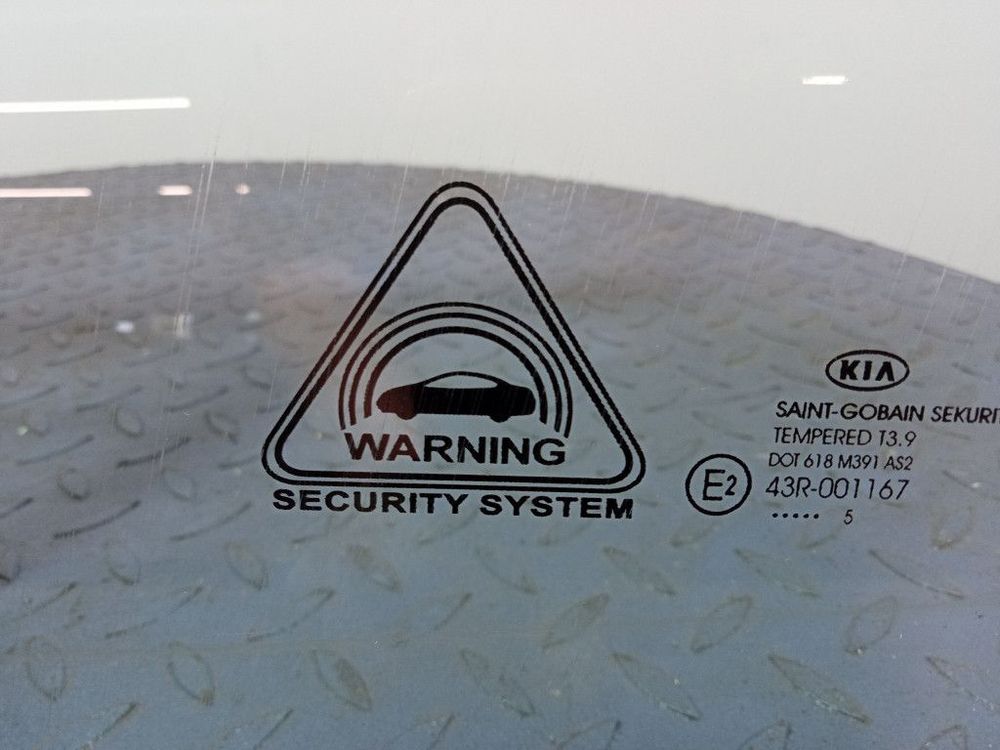 WARNING
SECURITY SYSTEM
KIA
SAINT-GOBAIN SEKURIT
TEMPERED T3.9
DOT 618 M391 AS2
E2
43R-001167
..... 5